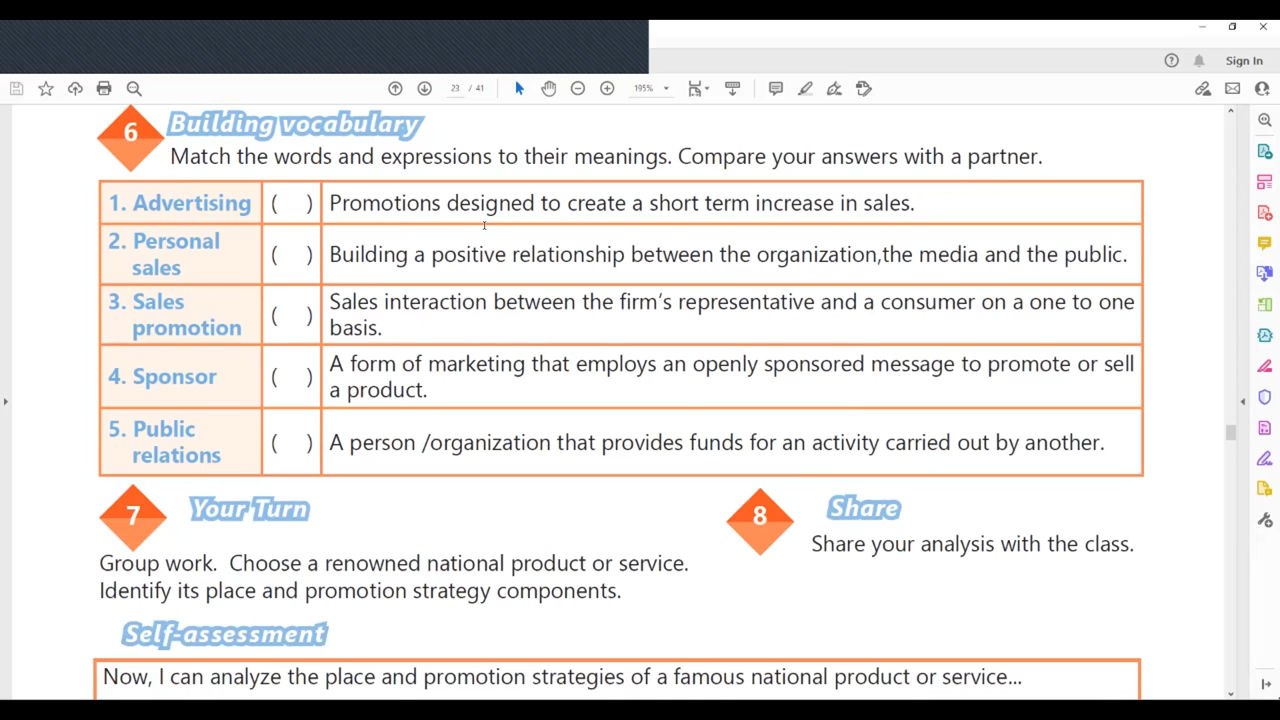 Sign In
23 / 41
195%
6
Building vocabulary
Match the words and expressions to their meanings. Compare your answers with a partner.
1. Advertising ( ) Promotions designed to create a short term increase in sales.
2. Personal sales ( ) Building a positive relationship between the organization,the media and the public.
3. Sales promotion ( ) Sales interaction between the firm's representative and a consumer on a one to one
basis.
4. Sponsor ( ) A form of marketing that employs an openly sponsored message to promote or sell
a product.
5. Public relations ( ) A person /organization that provides funds for an activity carried out by another.
7
Your Turn
Group work. Choose a renowned national product or service.
Identify its place and promotion strategy components.
8
Share
Share your analysis with the class.
Self-assessment
Now, I can analyze the place and promotion strategies of a famous national product or service...